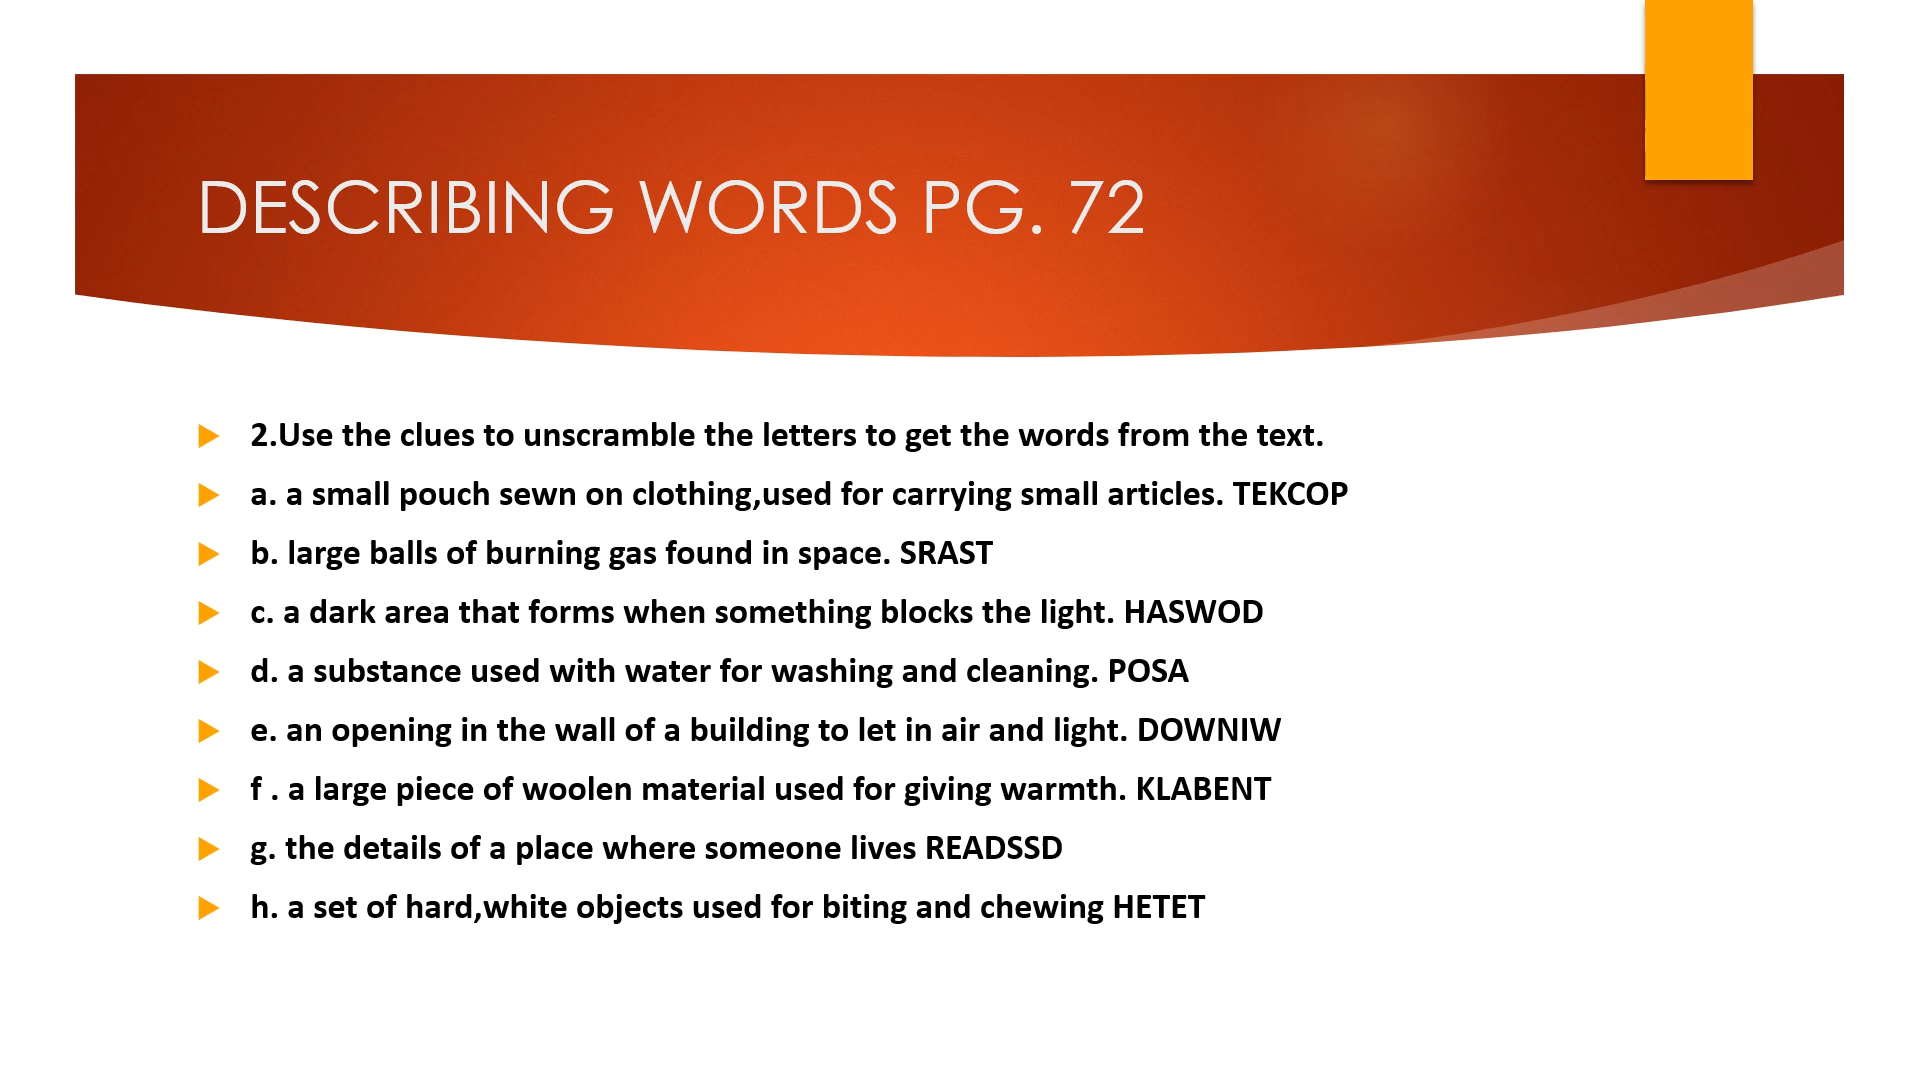 DESCRIBING WORDS PG. 72
2.Use the clues to unscramble the letters to get the words from the text.
a. a small pouch sewn on clothing,used for carrying small articles. TEKCOP
b. large balls of burning gas found in space. SRAST
c. a dark area that forms when something blocks the light. HASWOD
d. a substance used with water for washing and cleaning. POSA
e. an opening in the wall of a building to let in air and light. DOWNIW
f . a large piece of woolen material used for giving warmth. KLABENT
g. the details of a place where someone lives READSSD
h. a set of hard,white objects used for biting and chewing HETET